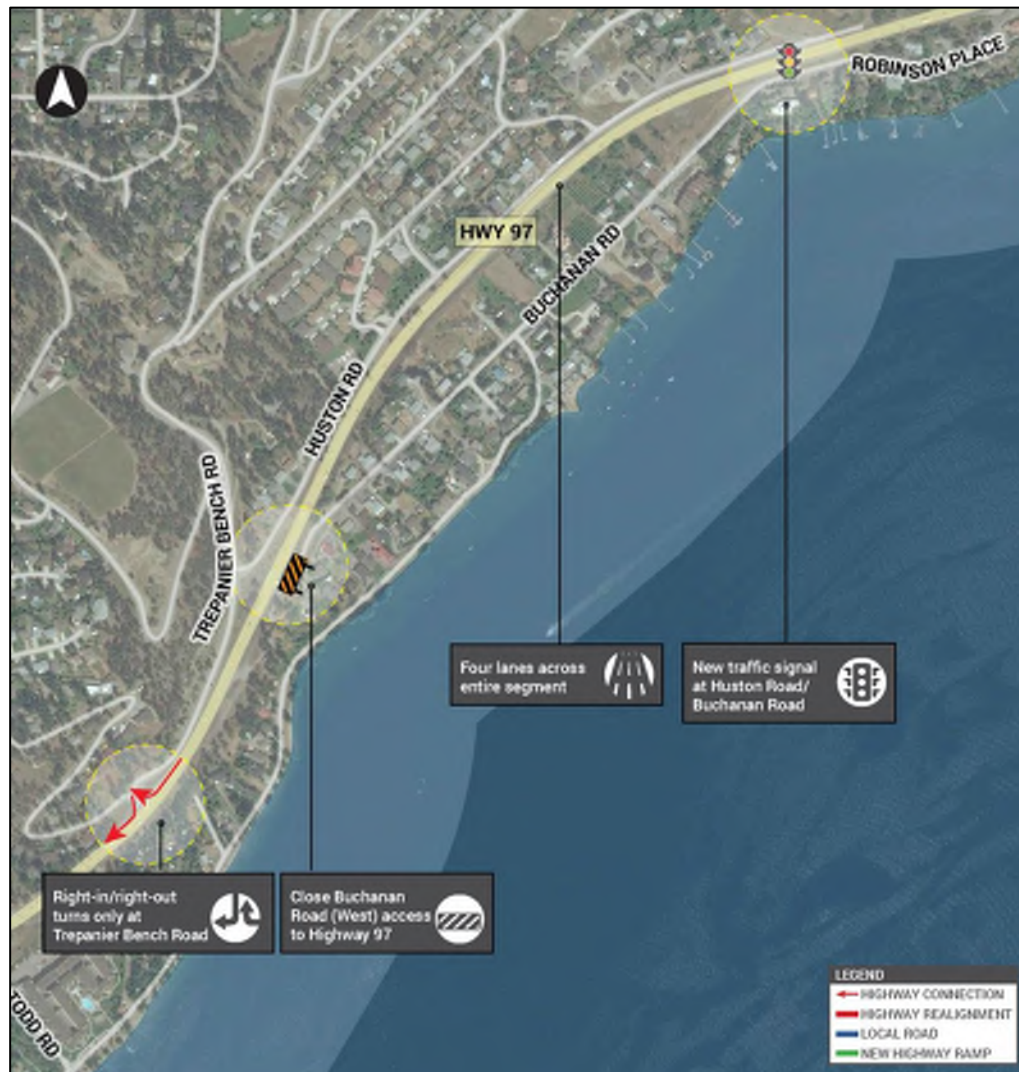 ROBINSON PLACE
HWY 97
BUCHANAN RD
HUSTON RD
TREPANIER BENCH RD
Four lanes across
entire segment
New traffic signal
at Huston Road/
Buchanan Road
Right-in/right-out
turns only at
Trepanier Bench Road
Close Buchanan
Road (West) access
to Highway 97
TODD RD
LEGEND
HIGHWAY CONNECTION
HIGHWAY REALIGNMENT
LOCAL ROAD
NEW HIGHWAY RAMP